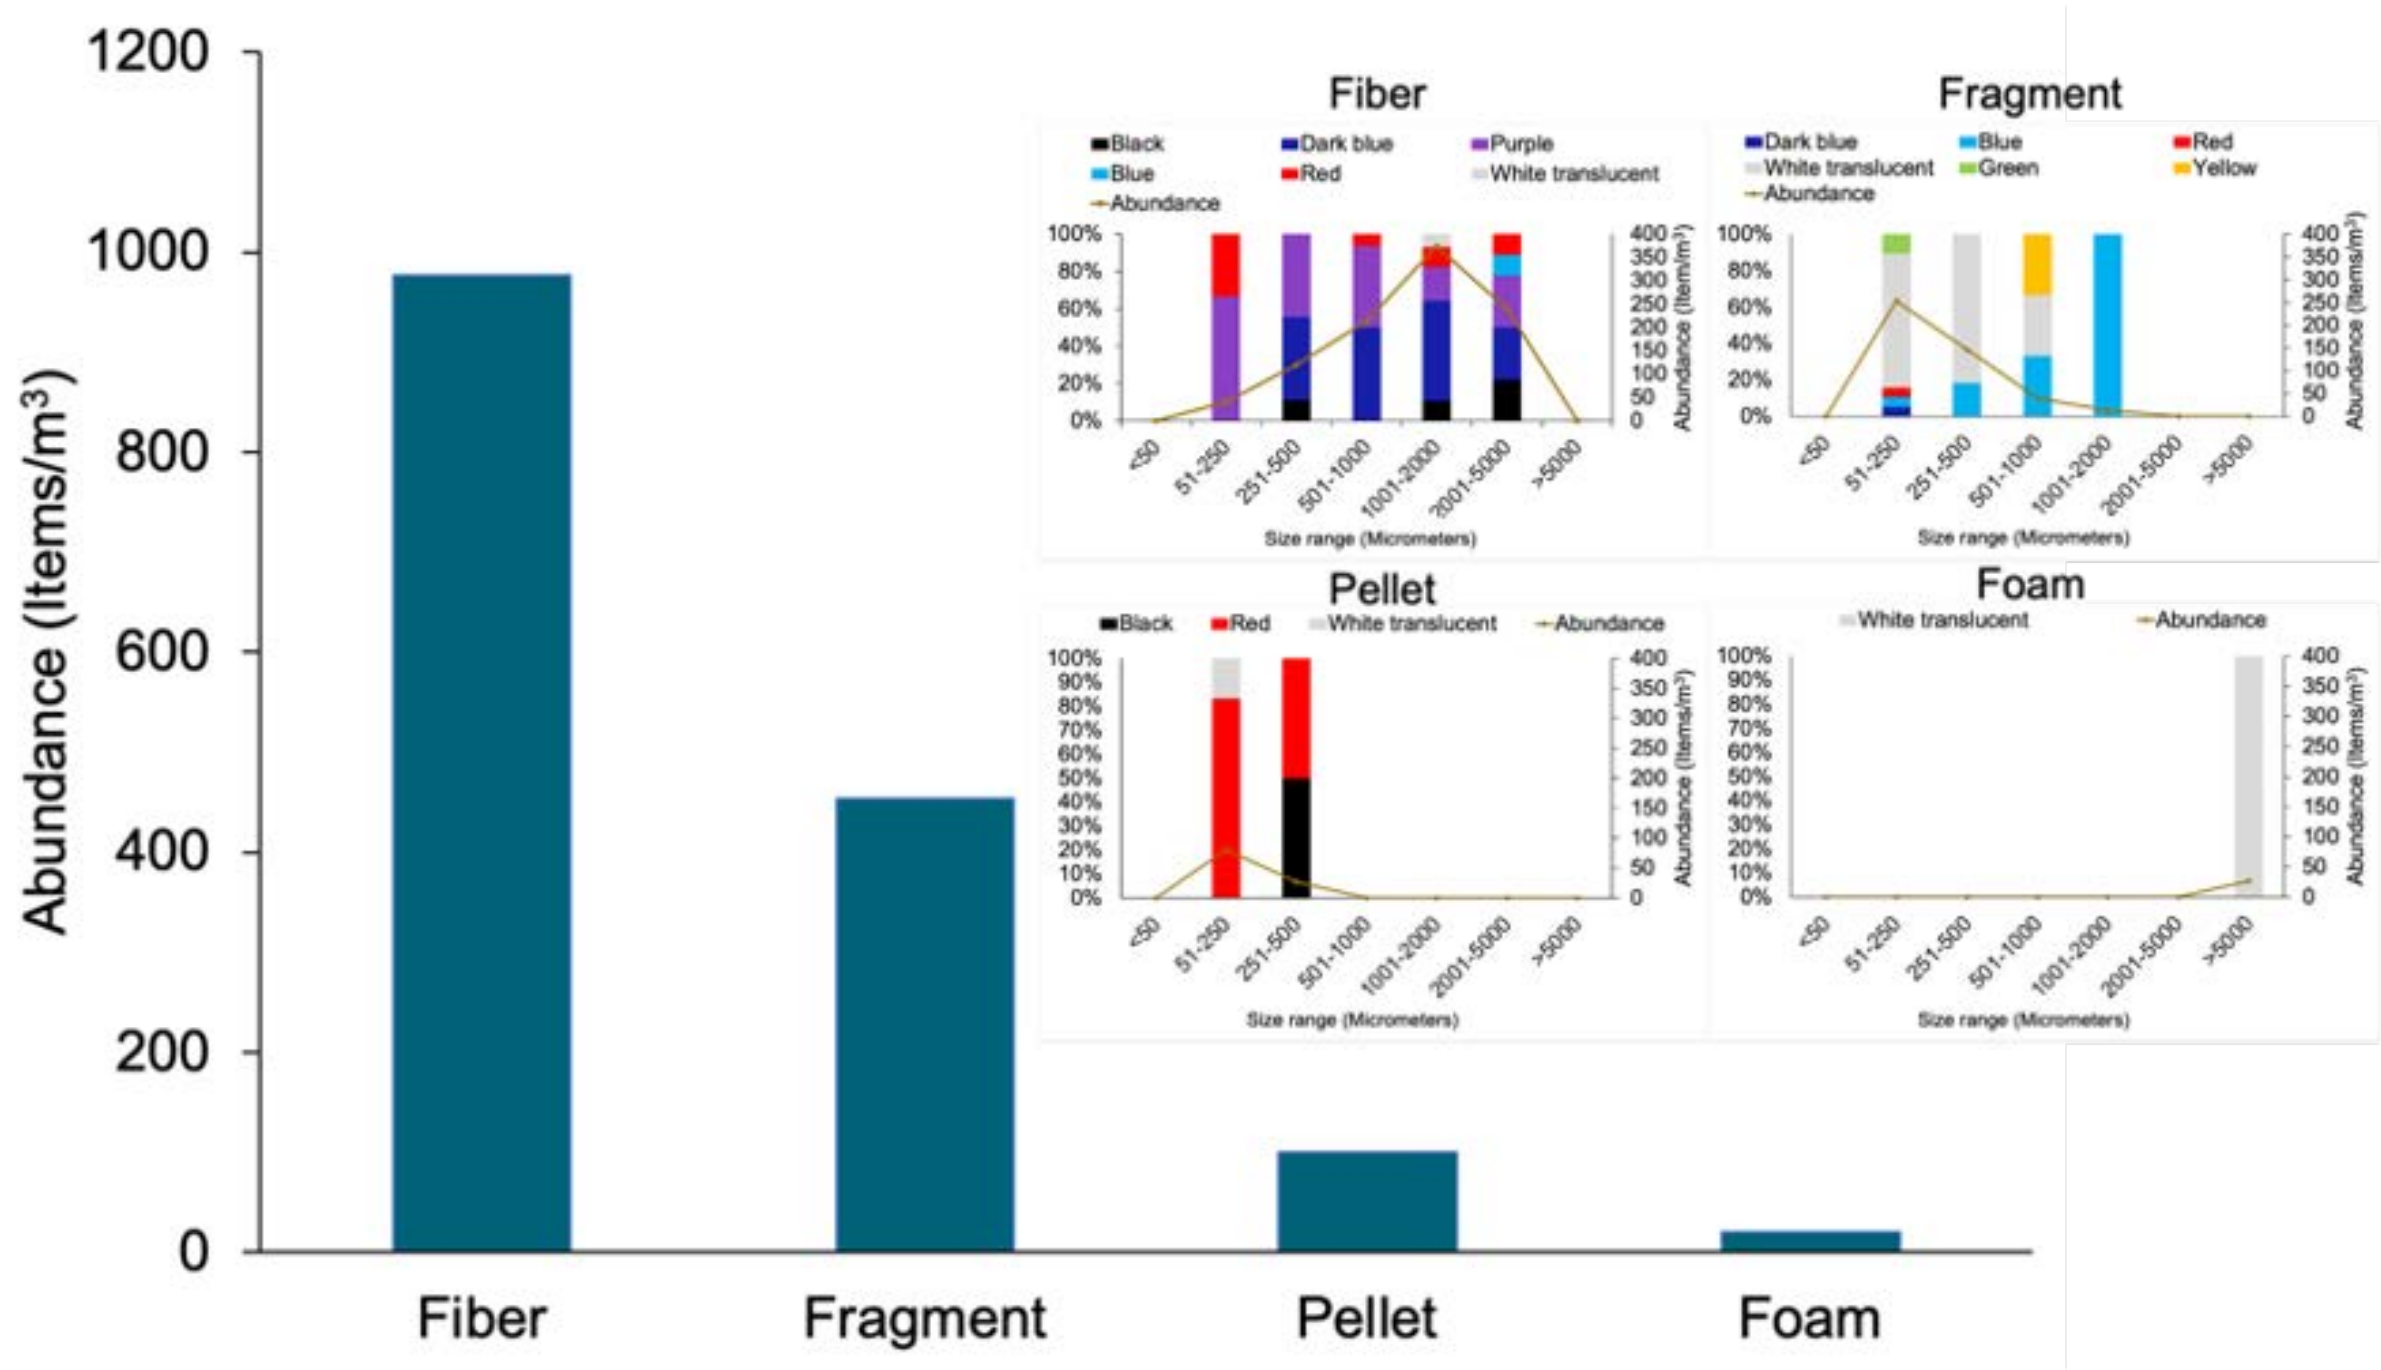 Abundance (Items/m³)
1200
1000
800
600
400
200
0
Fiber Fragment Pellet Foam
Fiber
Black Dark blue Purple
Blue Red White translucent
Abundance
100%
80%
60%
40%
20%
0%
400
350
300
250
200
150
100
50
0
Abundance (Item/m³)
<50 51-250 251-500 501-1000 1001-2000 2001-5000 >5000
Size range (Micrometers)
Fragment
Dark blue Blue Red
White translucent Green Yellow
Abundance
100%
80%
60%
40%
20%
0%
400
350
300
250
200
150
100
50
0
Abundance (Items/m³)
<50 51-250 251-500 501-1000 1001-2000 2001-5000 >5000
Size range (Micrometers)
Pellet
Black Red White translucent Abundance
100%
90%
80%
70%
60%
50%
40%
30%
20%
10%
0%
400
350
300
250
200
150
100
50
0
Abundance (Items/m³)
<50 51-250 251-500 501-1000 1001-2000 2001-5000 >5000
Size range (Micrometers)
Foam
White translucent Abundance
100%
90%
80%
70%
60%
50%
40%
30%
20%
10%
0%
400
350
300
250
200
150
100
50
0
Abundance (Items/m³)
<50 51-250 251-500 501-1000 1001-2000 2001-5000 >5000
Size range (Micrometers)